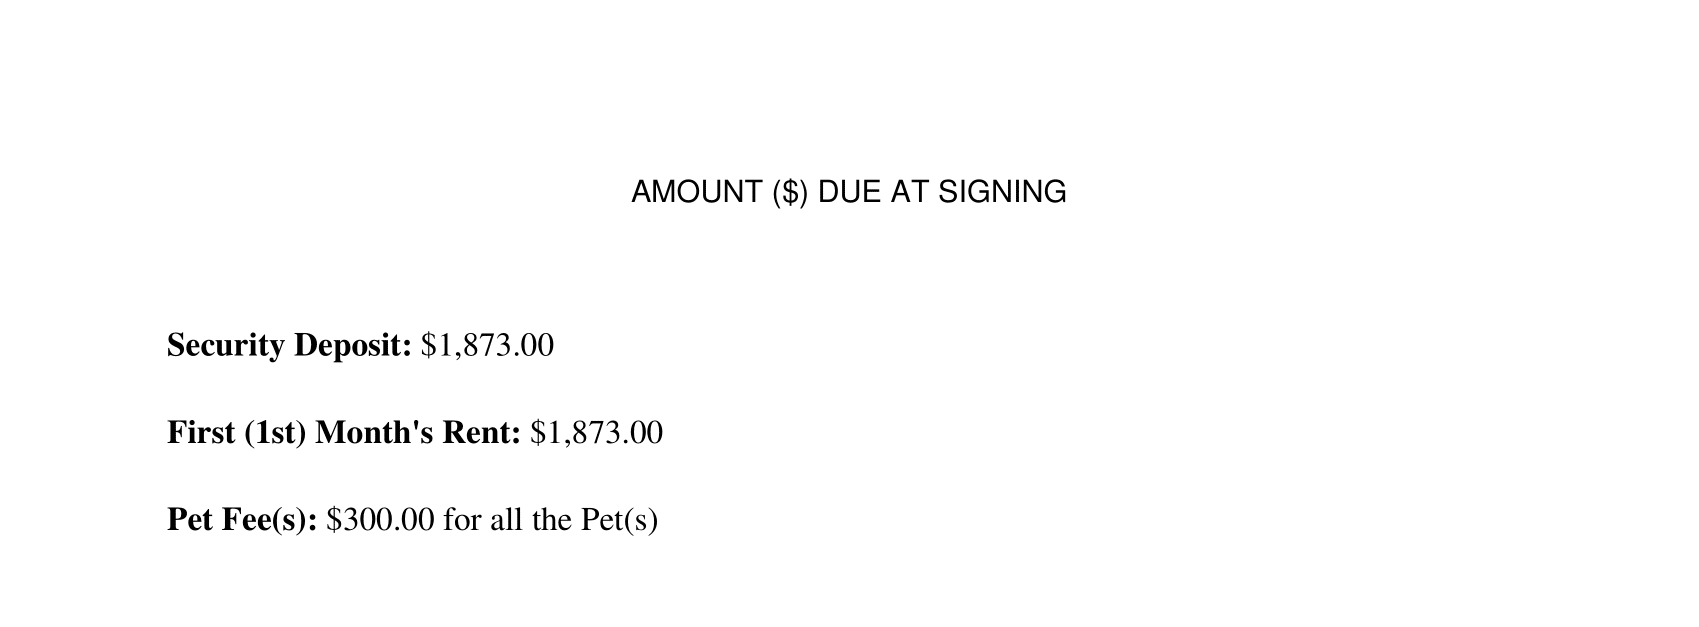 AMOUNT ($) DUE AT SIGNING
Security Deposit: $1,873.00
First (1st) Month's Rent: $1,873.00
Pet Fee(s): $300.00 for all the Pet(s)